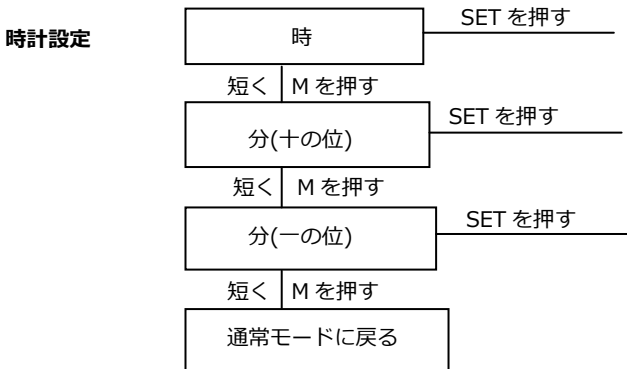 SET を押す
時計設定
時
短く M を押す
SET を押す
分(十の位)
短く M を押す
SET を押す
分(一の位)
短く M を押す
通常モードに戻る